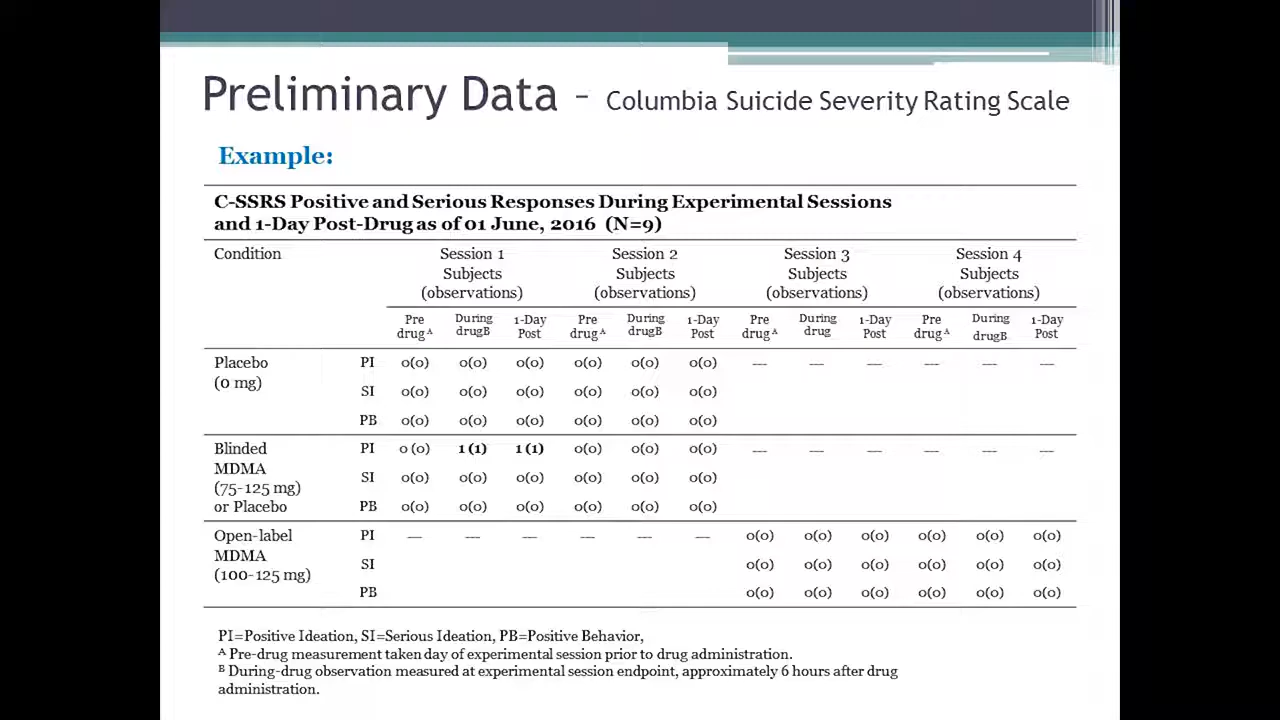 Preliminary Data – Columbia Suicide Severity Rating Scale
Example:
C-SSRS Positive and Serious Responses During Experimental Sessions
and 1-Day Post-Drug as of 01 June, 2016 (N=9)
Condition Session 1 Session 2 Session 3 Session 4
Subjects Subjects Subjects Subjects
(observations) (observations) (observations) (observations)
Pre During 1-Day Pre During 1-Day Pre During 1-Day Pre During 1-Day
drug A drugB Post drug A drugB Post drug A drug Post drug A drugB Post
Placebo PI 0(0) 0(0) 0(0) 0(0) 0(0) 0(0) --- --- --- --- --- ---
(0 mg)
SI 0(0) 0(0) 0(0) 0(0) 0(0) 0(0)
PB 0(0) 0(0) 0(0) 0(0) 0(0) 0(0)
Blinded PI 0 (0) 1 (1) 1 (1) 0(0) 0(0) 0(0) --- --- --- --- --- ---
MDMA
SI 0(0) 0(0) 0(0) 0(0) 0(0) 0(0)
(75-125 mg)
or Placebo PB 0(0) 0(0) 0(0) 0(0) 0(0) 0(0)
Open-label PI --- --- --- --- --- --- 0(0) 0(0) 0(0) 0(0) 0(0) 0(0)
MDMA
SI 0(0) 0(0) 0(0) 0(0) 0(0) 0(0)
(100-125 mg)
PB 0(0) 0(0) 0(0) 0(0) 0(0) 0(0)
PI=Positive Ideation, SI=Serious Ideation, PB=Positive Behavior,
A Pre-drug measurement taken day of experimental session prior to drug administration.
B During-drug observation measured at experimental session endpoint, approximately 6 hours after drug
administration.